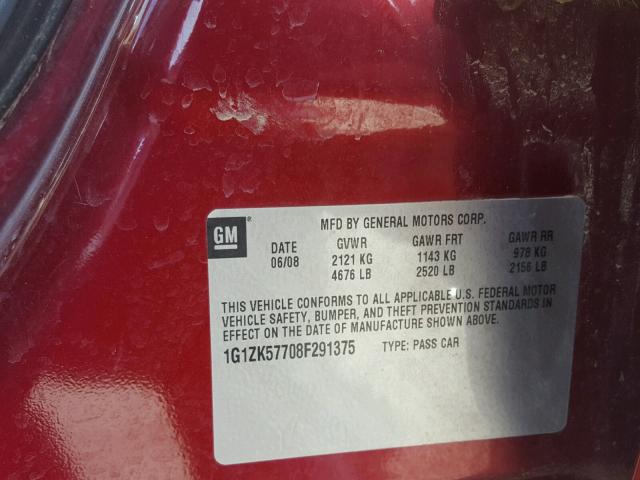 GM ® MFD BY GENERAL MOTORS CORP.
DATE GVWR GAWR FRT GAWR RR
06/08 2121 KG 1143 KG 978 KG
4676 LB 2520 LB 2156 LB
THIS VEHICLE CONFORMS TO ALL APPLICABLE U.S. FEDERAL MOTOR
VEHICLE SAFETY, BUMPER, AND THEFT PREVENTION STANDARDS IN
EFFECT ON THE DATE OF MANUFACTURE SHOWN ABOVE.
1G1ZK57708F291375 TYPE: PASS CAR